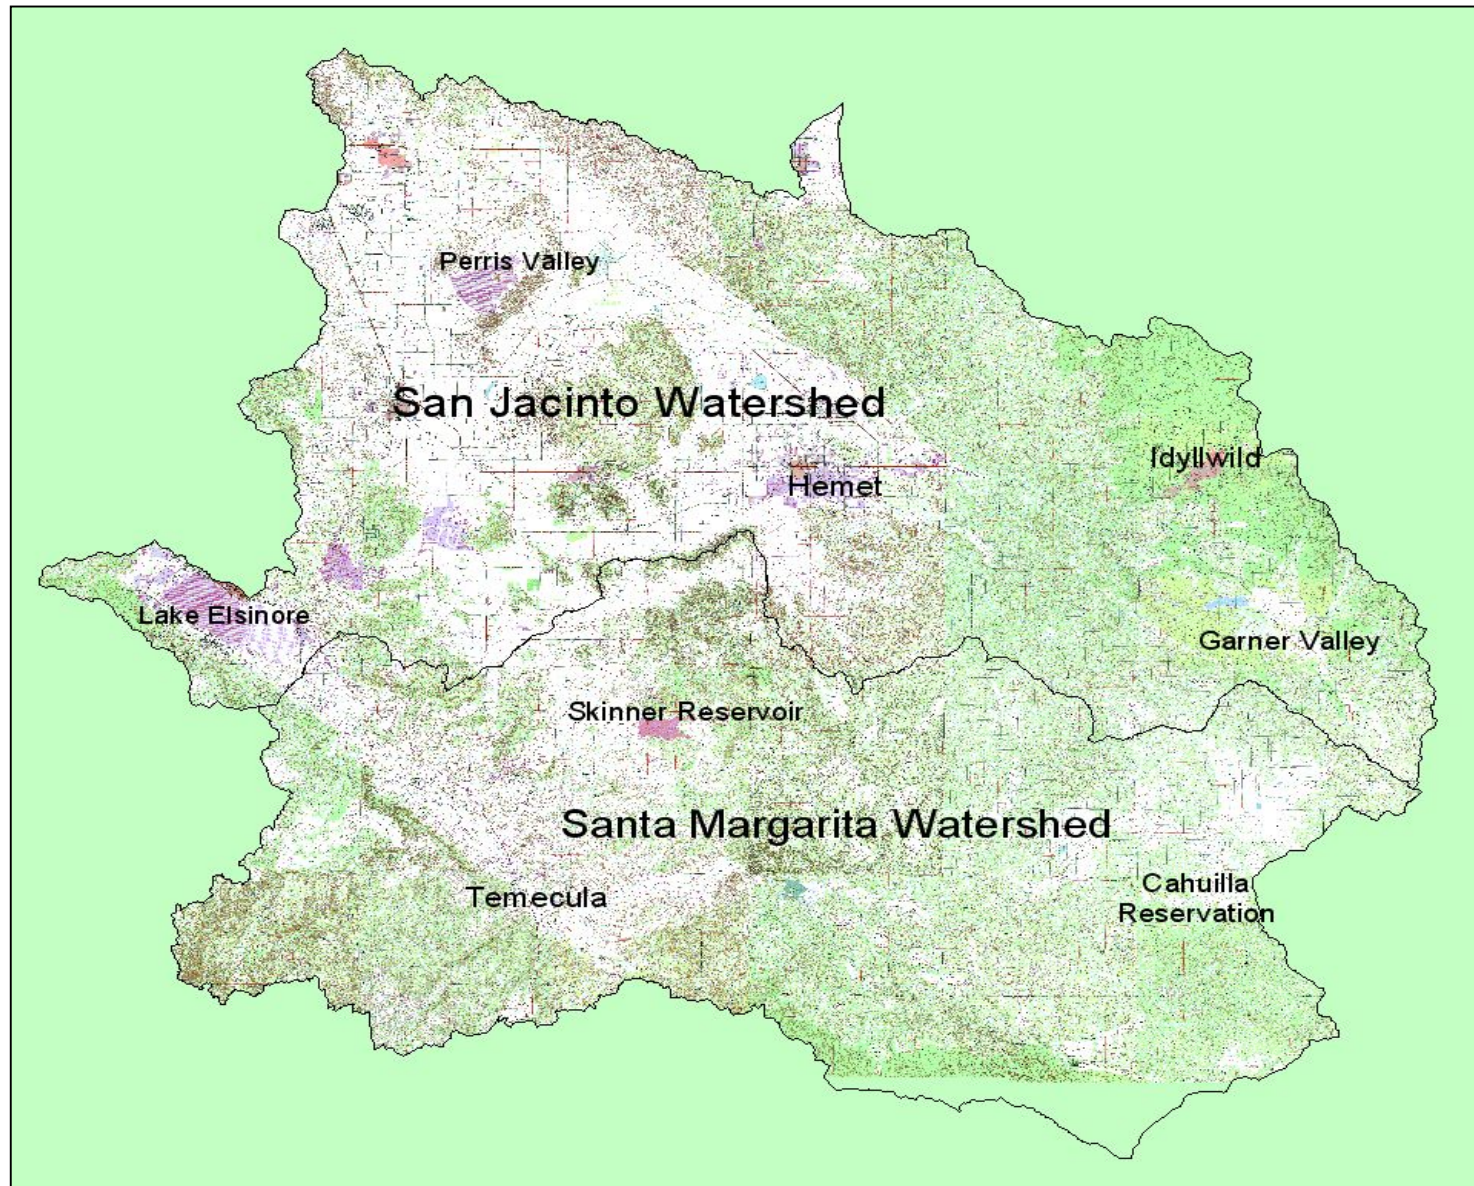 Perris Valley
San Jacinto Watershed
Idyllwild
Hemet
Lake Elsinore
Garner Valley
Skinner Reservoir
Santa Margarita Watershed
Temecula
Cahuilla
Reservation